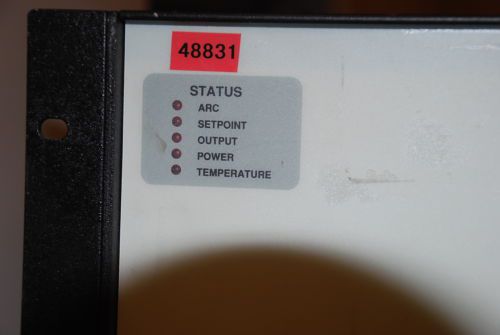 48831
STATUS
ARC
SETPOINT
OUTPUT
POWER
TEMPERATURE